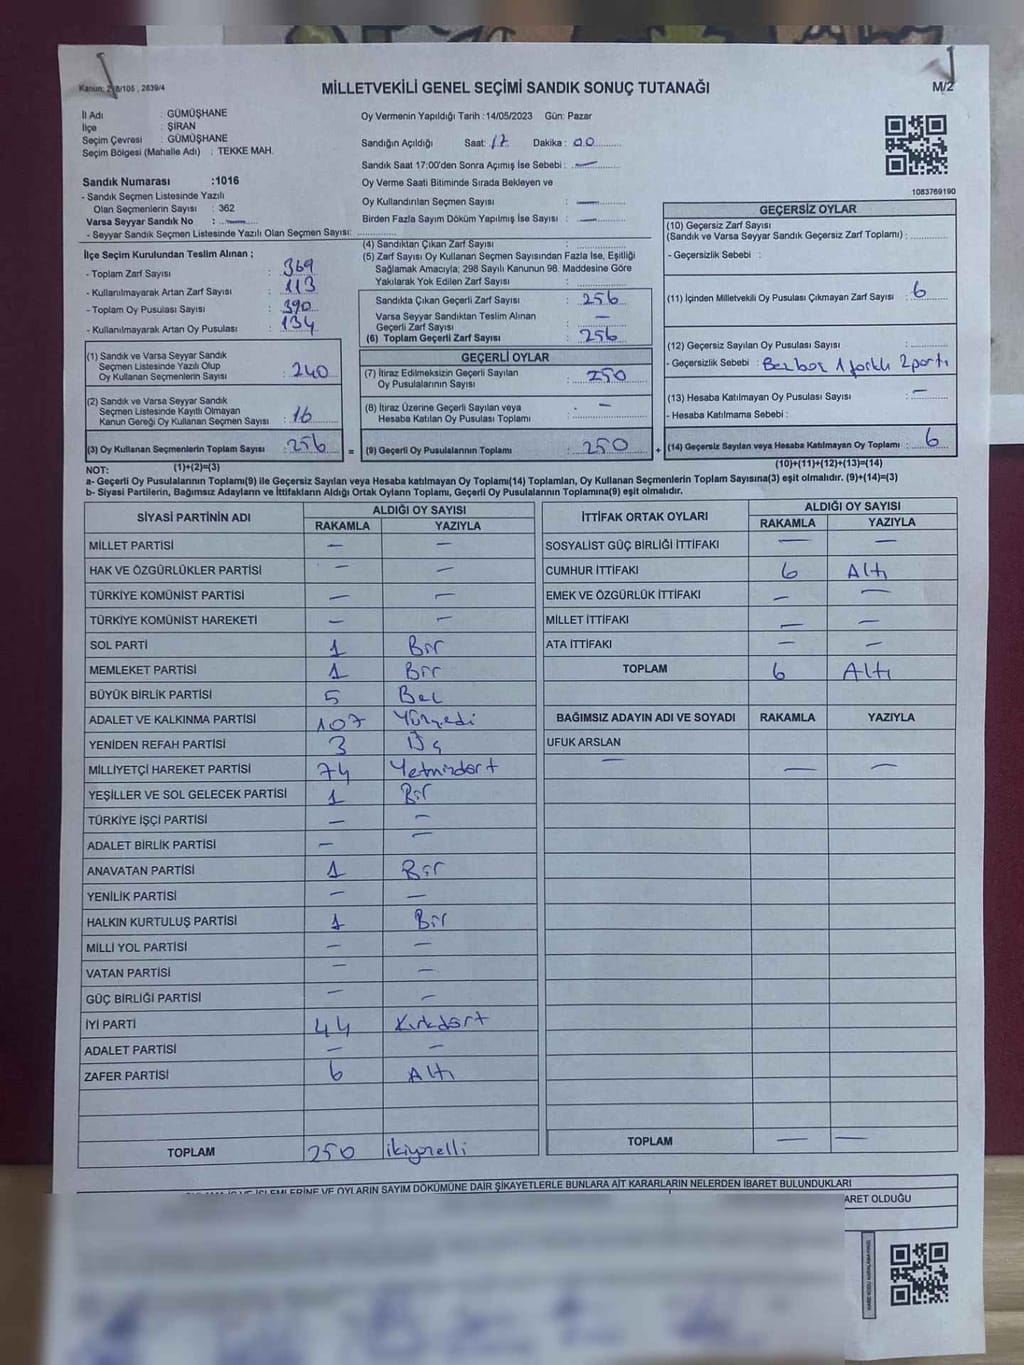 Kanun: 298/105, 2839/4
MİLLETVEKİLİ GENEL SEÇİMİ SANDIK SONUÇ TUTANAĞI
M/2
İl Adı : GÜMÜŞHANE
İlçe : ŞİRAN
Seçim Çevresi : GÜMÜŞHANE
Seçim Bölgesi (Mahalle Adı) : TEKKE MAH.
Sandık Numarası :1016
- Sandık Seçmen Listesinde Yazılı
Olan Seçmenlerin Sayısı : 362
Varsa Seyyar Sandık No : —
- Seyyar Sandık Seçmen Listesinde Yazılı Olan Seçmen Sayısı:
Oy Vermenin Yapıldığı Tarih :14/05/2023 Gün: Pazar
Sandığın Açıldığı Saat: 17 Dakika: 00
Sandık Saat 17:00'den Sonra Açımış İse Sebebi : —
Oy Verme Saati Bitiminde Sırada Bekleyen ve
Oy Kullandırılan Seçmen Sayısı : —
Birden Fazla Sayım Döküm Yapılmış İse Sayısı : —
1083769190
İlçe Seçim Kurulundan Teslim Alınan ;
- Toplam Zarf Sayısı : 369
- Kullanılmayarak Artan Zarf Sayısı : 113
- Toplam Oy Pusulası : 390
- Kullanılmayarak Artan Oy Pusulası : 134
(1) Sandık ve Varsa Seyyar Sandık
Seçmen Listesinde Yazılı Olup
Oy Kullanan Seçmenlerin Sayısı : 240
(2) Sandık ve Varsa Seyyar Sandık
Seçmen Listesinde Kayıtlı Olmayan
Kanun Gereği Oy Kullanan Seçmen Sayısı : 16
(3) Oy Kullanan Seçmenlerin Toplam Sayısı : 256
(1)+(2)=(3)
(4) Sandıktan Çıkan Zarf Sayısı :
(5) Zarf Sayısı Oy Kullanan Seçmen Sayısından Fazla İse, Eşitliği
Sağlamak Amacıyla; 298 Sayılı Kanunun 98. Maddesine Göre
Yakılarak Yok Edilen Zarf Sayısı :
Sandıkta Çıkan Geçerli Zarf Sayısı : 256
Varsa Seyyar Sandıktan Teslim Alınan
Geçerli Zarf Sayısı : —
(6) Toplam Geçerli Zarf Sayısı : 256
GEÇERLİ OYLAR
(7) İtiraz Edilmeksizin Geçerli Sayılan
Oy Pusulalarının Sayısı : 250
(8) İtiraz Üzerine Geçerli Sayılan veya
Hesaba Katılan Oy Pusulası Toplamı : —
= (9) Geçerli Oy Pusulalarının Toplamı : 250 +
GEÇERSİZ OYLAR
(10) Geçersiz Zarf Sayısı
(Sandık ve Varsa Seyyar Sandık Geçersiz Zarf Toplamı) :
- Geçersizlik Sebebi :
(11) İçinden Milletvekili Oy Pusulası Çıkmayan Zarf Sayısı : 6
(12) Geçersiz Sayılan Oy Pusulası Sayısı :
- Geçersizlik Sebebi : 1 farklı 2 parti
(13) Hesaba Katılmayan Oy Pusulası Sayısı : —
- Hesaba Katılmama Sebebi :
(14) Geçersiz Sayılan veya Hesaba Katılmayan Oy Toplamı : 6
(10)+(11)+(12)+(13)=(14)
NOT:
a- Geçerli Oy Pusulalarının Toplamı(9) ile Geçersiz Sayılan veya Hesaba Katılmayan Oy Toplamı(14) Toplamları, Oy Kullanan Seçmenlerin Toplam Sayısına(3) eşit olmalıdır. (9)+(14)=(3)
b- Siyasi Partilerin, Bağımsız Adayların ve İttifakların Aldığı Ortak Oyların Toplamı, Geçerli Oy Pusulalarının Toplamına(9) eşit olmalıdır.
SİYASİ PARTİNİN ADI ALDIĞI OY SAYISI
RAKAMLA YAZIYLA
MİLLET PARTİSİ — —
HAK VE ÖZGÜRLÜKLER PARTİSİ — —
TÜRKİYE KOMÜNİST PARTİSİ — —
TÜRKİYE KOMÜNİST HAREKETİ — —
SOL PARTİ 1 Bir
MEMLEKET PARTİSİ 1 Bir
BÜYÜK BİRLİK PARTİSİ 5 Beş
ADALET VE KALKINMA PARTİSİ 107 Yüzyedi
YENİDEN REFAH PARTİSİ 3 Üç
MİLLİYETÇİ HAREKET PARTİSİ 74 Yetmişdört
YEŞİLLER VE SOL GELECEK PARTİSİ 1 Bir
TÜRKİYE İŞÇİ PARTİSİ — —
ADALET BİRLİK PARTİSİ — —
ANAVATAN PARTİSİ 1 Bir
YENİLİK PARTİSİ — —
HALKIN KURTULUŞ PARTİSİ 1 Bir
MİLLİ YOL PARTİSİ — —
VATAN PARTİSİ — —
GÜÇ BİRLİĞİ PARTİSİ — —
İYİ PARTİ 44 Kırkdört
ADALET PARTİSİ — —
ZAFER PARTİSİ 6 Altı
TOPLAM 250 ikiyüzelli
İTTİFAK ORTAK OYLARI ALDIĞI OY SAYISI
RAKAMLA YAZIYLA
SOSYALİST GÜÇ BİRLİĞİ İTTİFAKI — —
CUMHUR İTTİFAKI 6 Altı
EMEK VE ÖZGÜRLÜK İTTİFAKI — —
MİLLET İTTİFAKI — —
ATA İTTİFAKI — —
TOPLAM 6 Altı
BAĞIMSIZ ADAYIN ADI VE SOYADI RAKAMLA YAZIYLA
UFUK ARSLAN
— — —
TOPLAM — —
İŞLEMLERİNE VE OYLARIN SAYIM DÖKÜMÜNE DAİR ŞİKAYETLERLE BUNLARA AİT KARARLARIN NELERDEN İBARET BULUNDUKLARI
ARET OLDUĞU